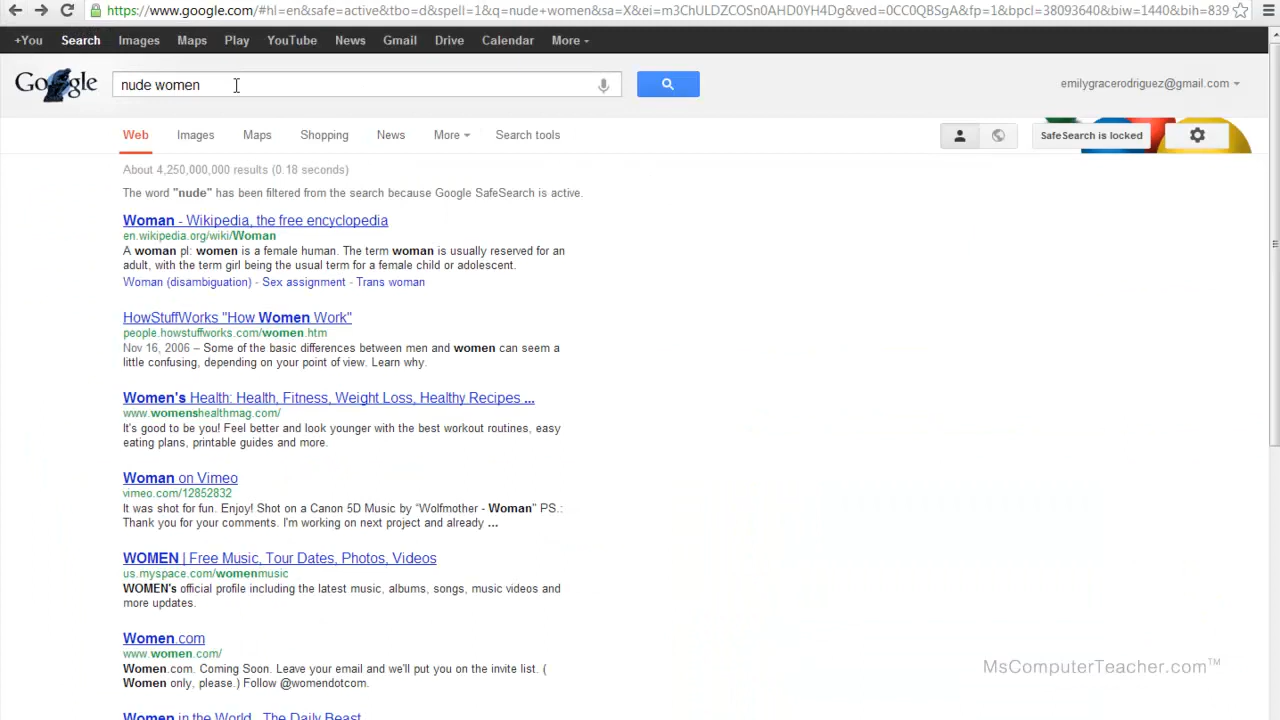 https://www.google.com/#hl=en&safe=active&tbo=d&spell=1&q=nude+women&sa=X&ei=m3ChULDZCOSn0AHD0YH4Dg&ved=0CC0QBSgA&fp=1&bpcl=38093640&biw=1440&bih=839
+You Search Images Maps Play YouTube News Gmail Drive Calendar More
Google nude women emilygracerodriguez@gmail.com
Web Images Maps Shopping News More Search tools SafeSearch is locked
About 4,250,000,000 results (0.18 seconds)
The word "nude" has been filtered from the search because Google SafeSearch is active.
Woman - Wikipedia, the free encyclopedia
en.wikipedia.org/wiki/Woman
A woman pl: women is a female human. The term woman is usually reserved for an
adult, with the term girl being the usual term for a female child or adolescent.
Woman (disambiguation) - Sex assignment - Trans woman
HowStuffWorks "How Women Work"
people.howstuffworks.com/women.htm
Nov 16, 2006 – Some of the basic differences between men and women can seem a
little confusing, depending on your point of view. Learn why.
Women's Health: Health, Fitness, Weight Loss, Healthy Recipes ...
www.womenshealthmag.com/
It's good to be you! Feel better and look younger with the best workout routines, easy
eating plans, printable guides and more.
Woman on Vimeo
vimeo.com/12852832
It was shot for fun. Enjoy! Shot on a Canon 5D Music by “Wolfmother - Woman” PS.:
Thank you for your comments. I'm working on next project and already ...
WOMEN | Free Music, Tour Dates, Photos, Videos
us.myspace.com/womenmusic
WOMEN's official profile including the latest music, albums, songs, music videos and
more updates.
Women.com
www.women.com/
Women.com. Coming Soon. Leave your email and we'll put you on the invite list. (
Women only, please.) Follow @womendotcom.
MsComputerTeacher.com™
Women in the World - The Daily Beast